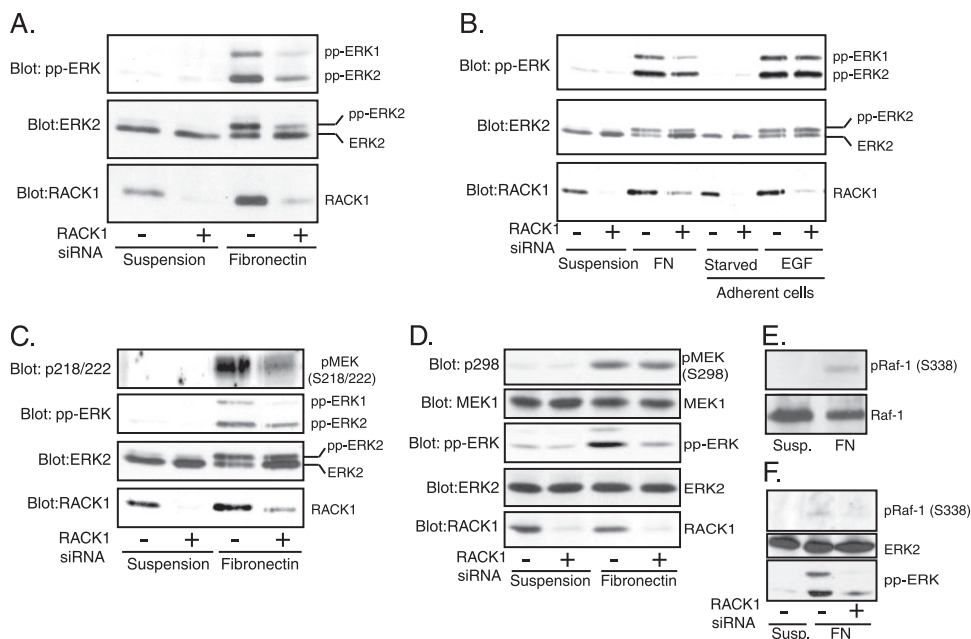 A.
Blot: pp-ERK
pp-ERK1
pp-ERK2
Blot:ERK2
pp-ERK2
ERK2
Blot:RACK1
RACK1
RACK1 siRNA - + - +
Suspension Fibronectin
B.
Blot: pp-ERK
pp-ERK1
pp-ERK2
Blot:ERK2
pp-ERK2
ERK2
Blot:RACK1
RACK1
RACK1 siRNA - + - + - + - +
Suspension FN Starved EGF
Adherent cells
C.
Blot: p218/222
pMEK
(S218/222)
Blot: pp-ERK
pp-ERK1
pp-ERK2
Blot:ERK2
pp-ERK2
ERK2
Blot:RACK1
RACK1
RACK1 siRNA - + - +
Suspension Fibronectin
D.
Blot: p298
pMEK
(S298)
Blot: MEK1
MEK1
Blot: pp-ERK
pp-ERK
Blot:ERK2
ERK2
Blot:RACK1
RACK1
RACK1 siRNA - + - +
Suspension Fibronectin
E.
pRaf-1 (S338)
Raf-1
Susp. FN
F.
pRaf-1 (S338)
ERK2
pp-ERK
RACK1 siRNA - - +
Susp. FN